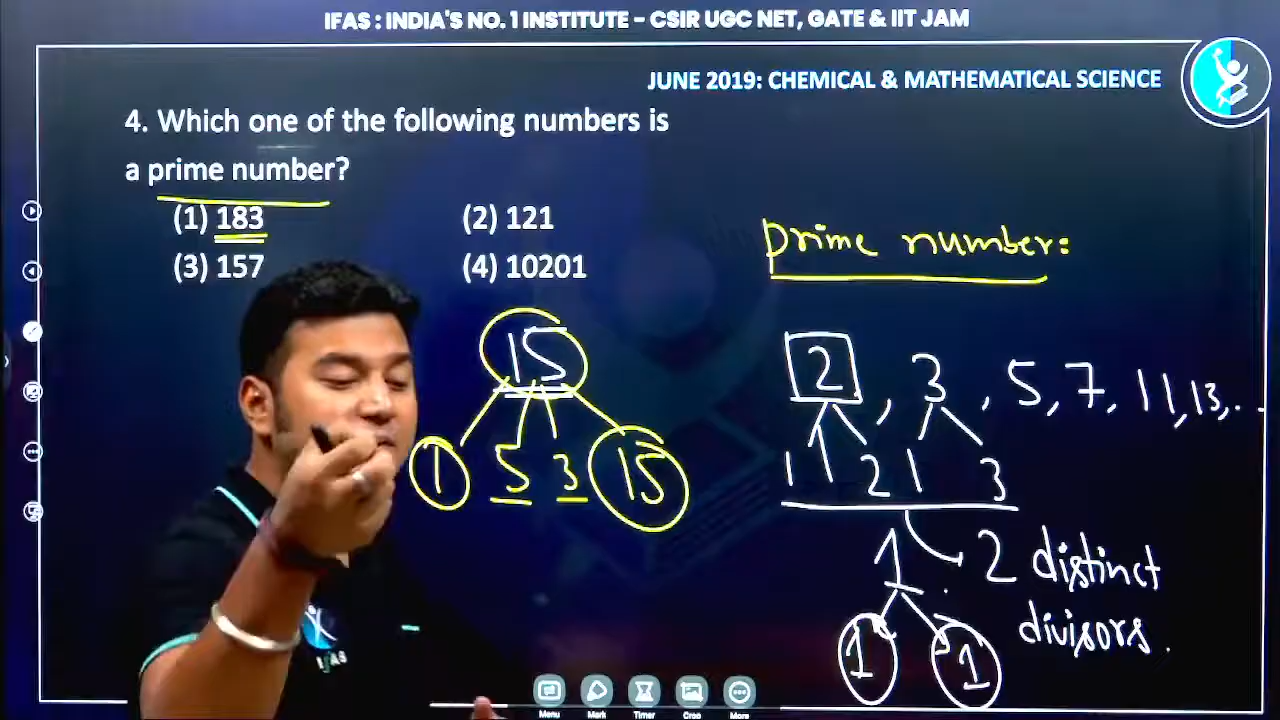 IFAS : INDIA'S NO. 1 INSTITUTE – CSIR UGC NET, GATE & IIT JAM
JUNE 2019: CHEMICAL & MATHEMATICAL SCIENCE
4. Which one of the following numbers is
a prime number?
(1) 183 (2) 121
(3) 157 (4) 10201
prime number:
15
1 5 3 15
2, 3, 5, 7, 11, 13, ..
1 1 2 1 3
1 2 distinct
divisors.
1 1
IFAS
Menu Mark Timer Crop More